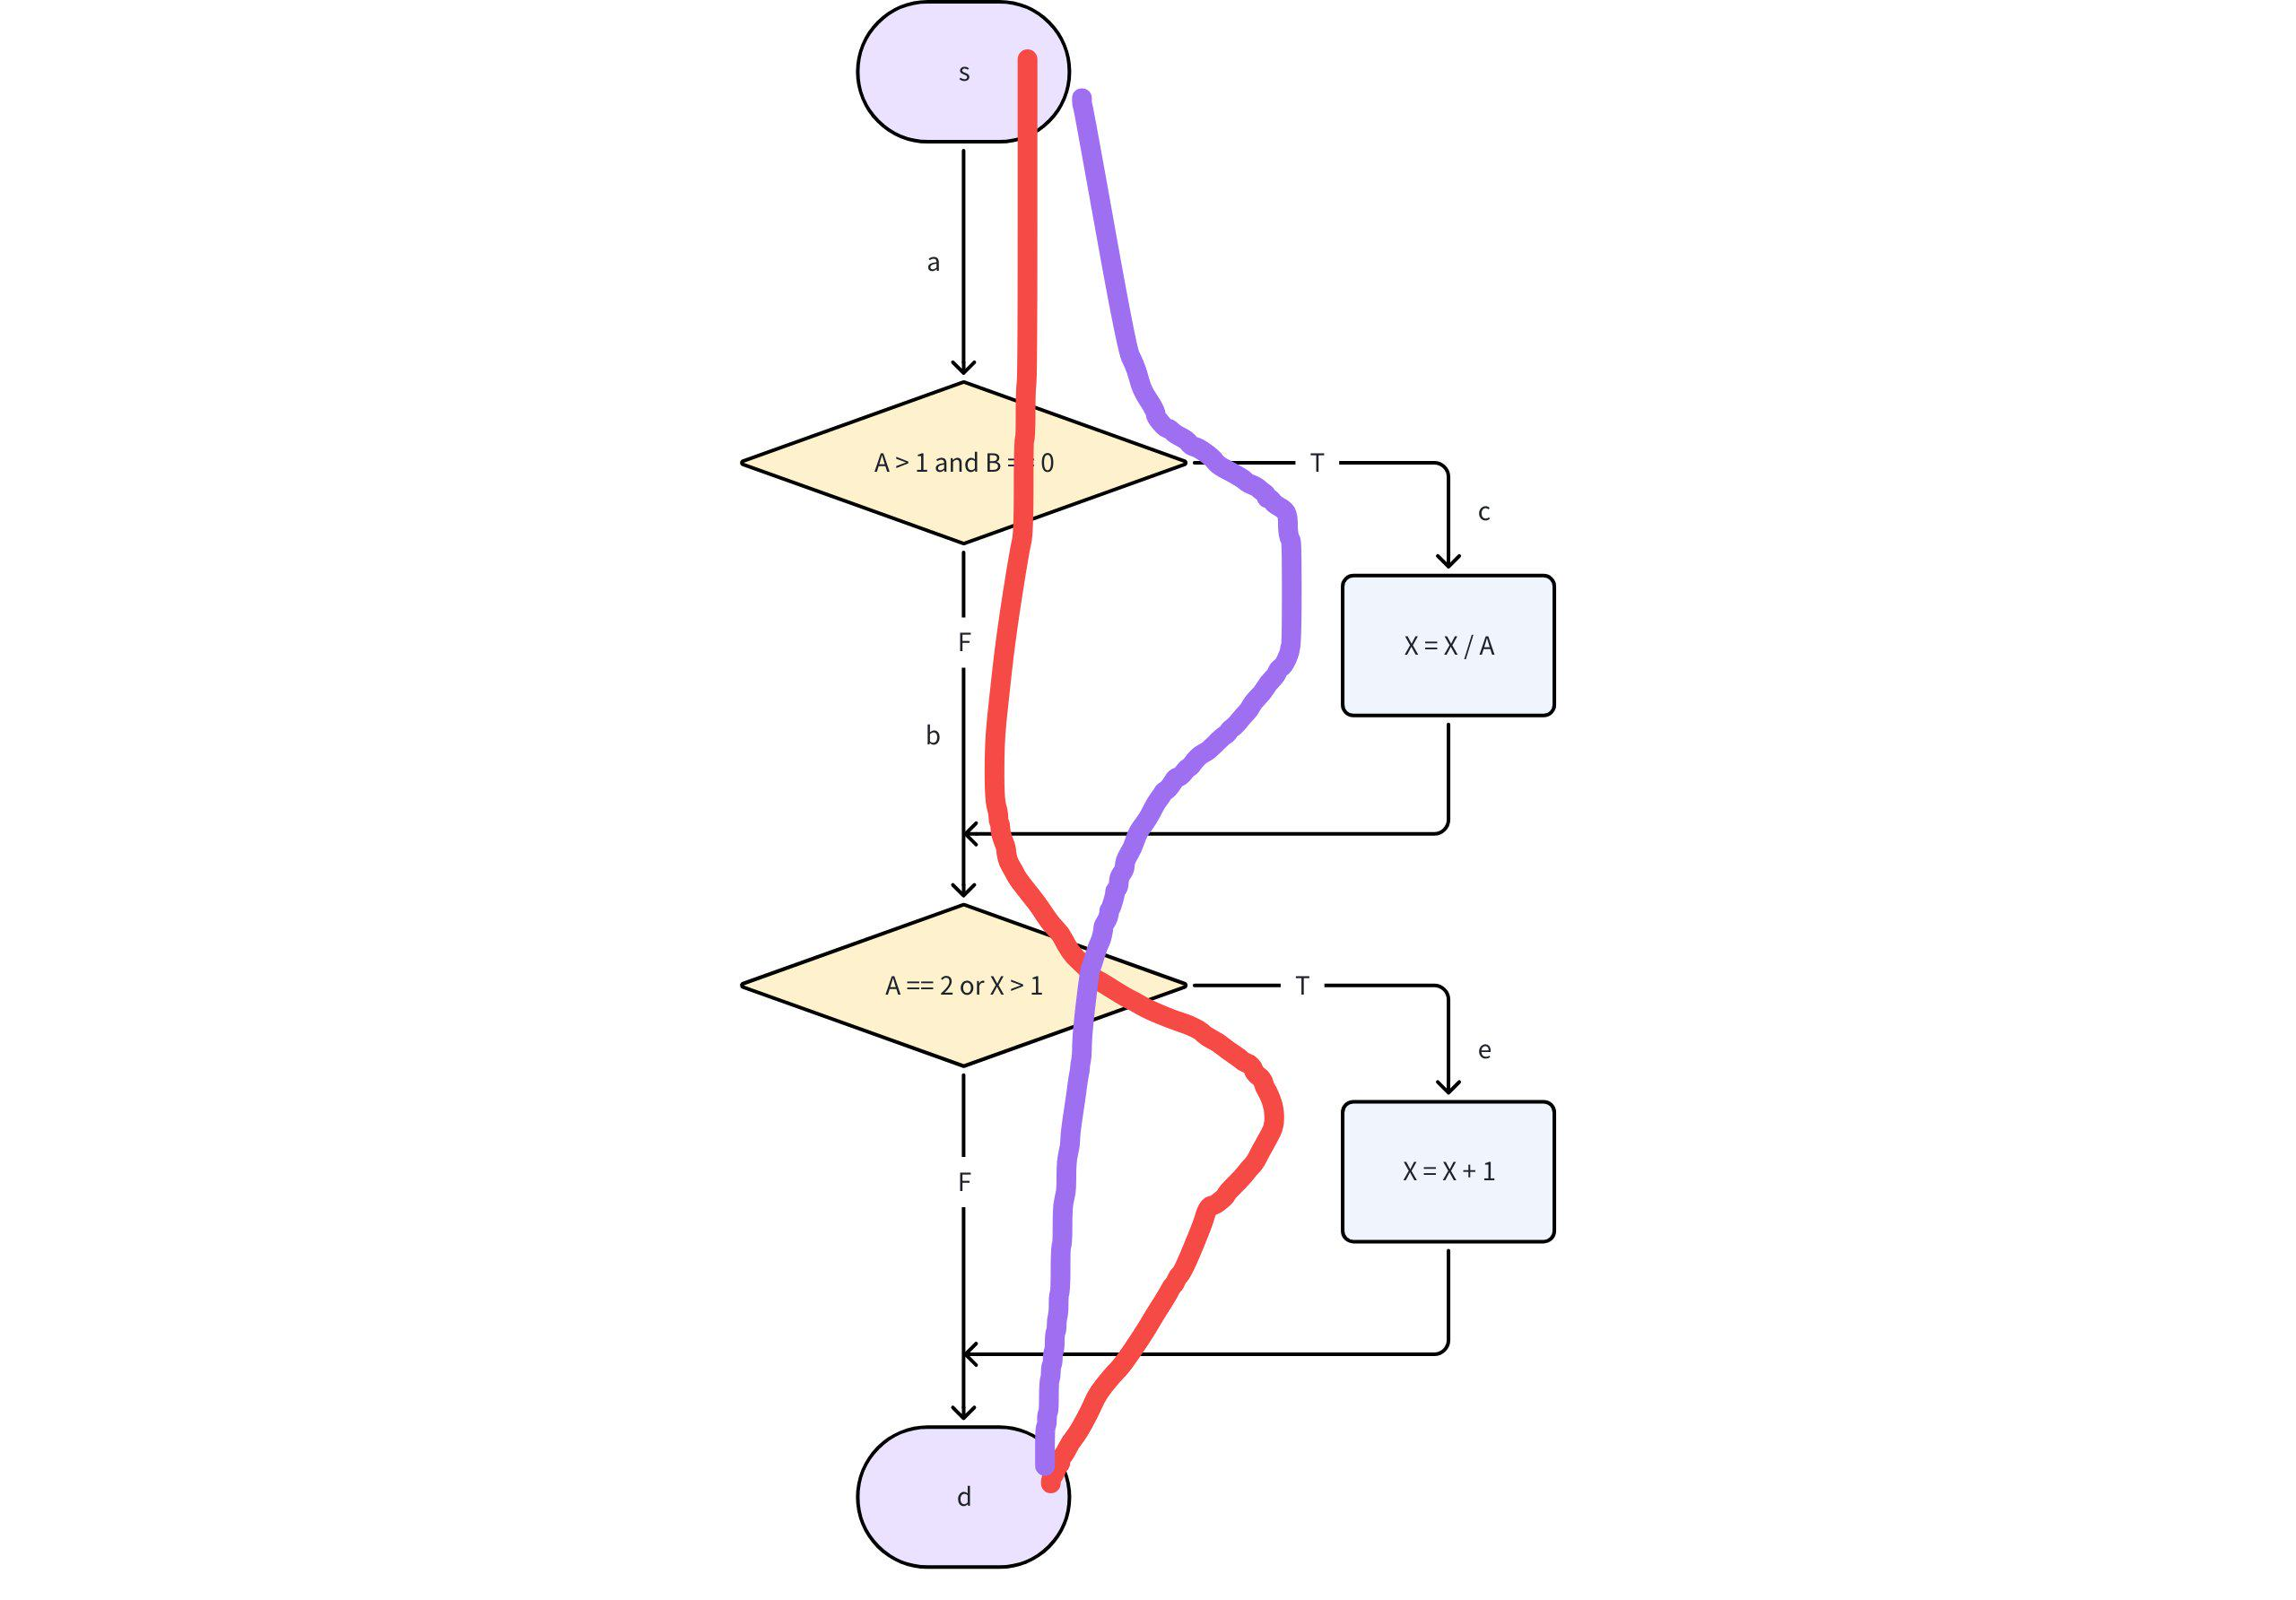 s
a
A > 1 and B == 0
T
c
F
X = X / A
b
A == 2 or X > 1
T
e
F
X = X + 1
d